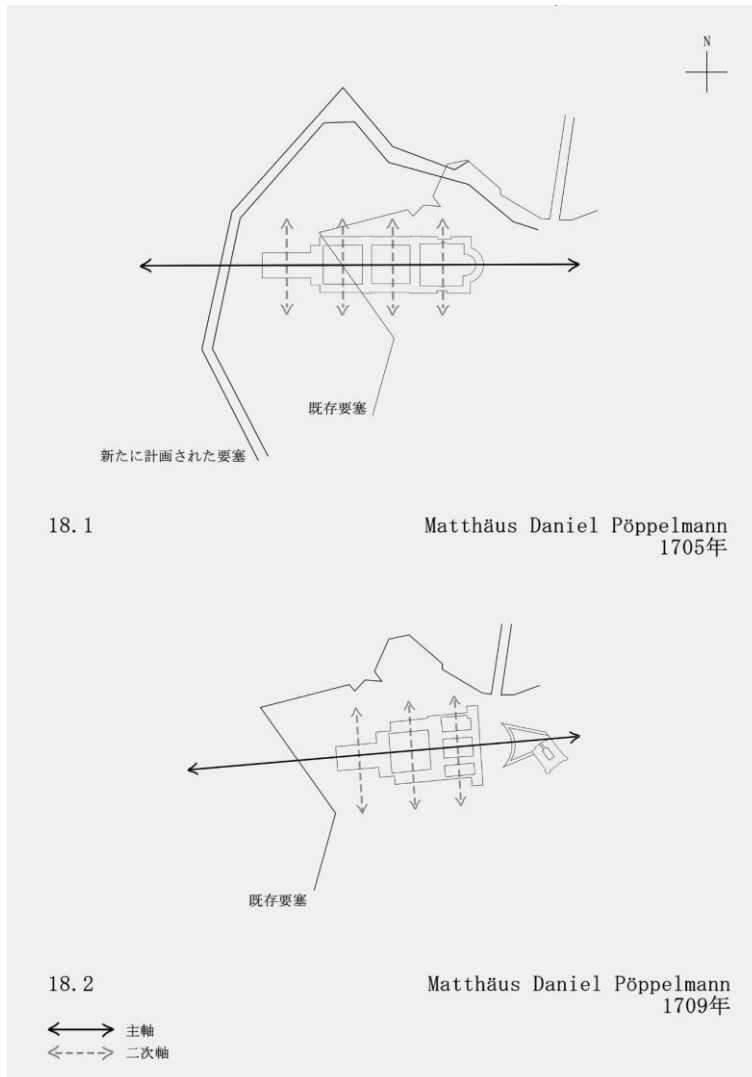 N
既存要塞
新たに計画された要塞
18.1
Matthäus Daniel Pöppelmann
1705年
既存要塞
18.2
Matthäus Daniel Pöppelmann
1709年
主軸
二次軸